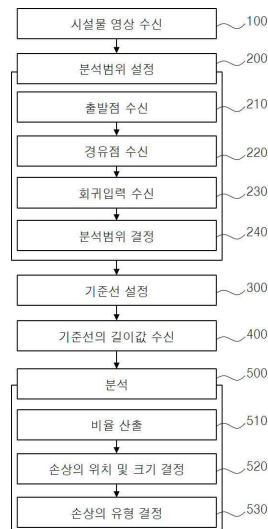 시설물 영상 수신 100
분석범위 설정 200
출발점 수신 210
경유점 수신 220
회귀입력 수신 230
분석범위 결정 240
기준선 설정 300
기준선의 길이값 수신 400
분석 500
비율 산출 510
손상의 위치 및 크기 결정 520
손상의 유형 결정 530